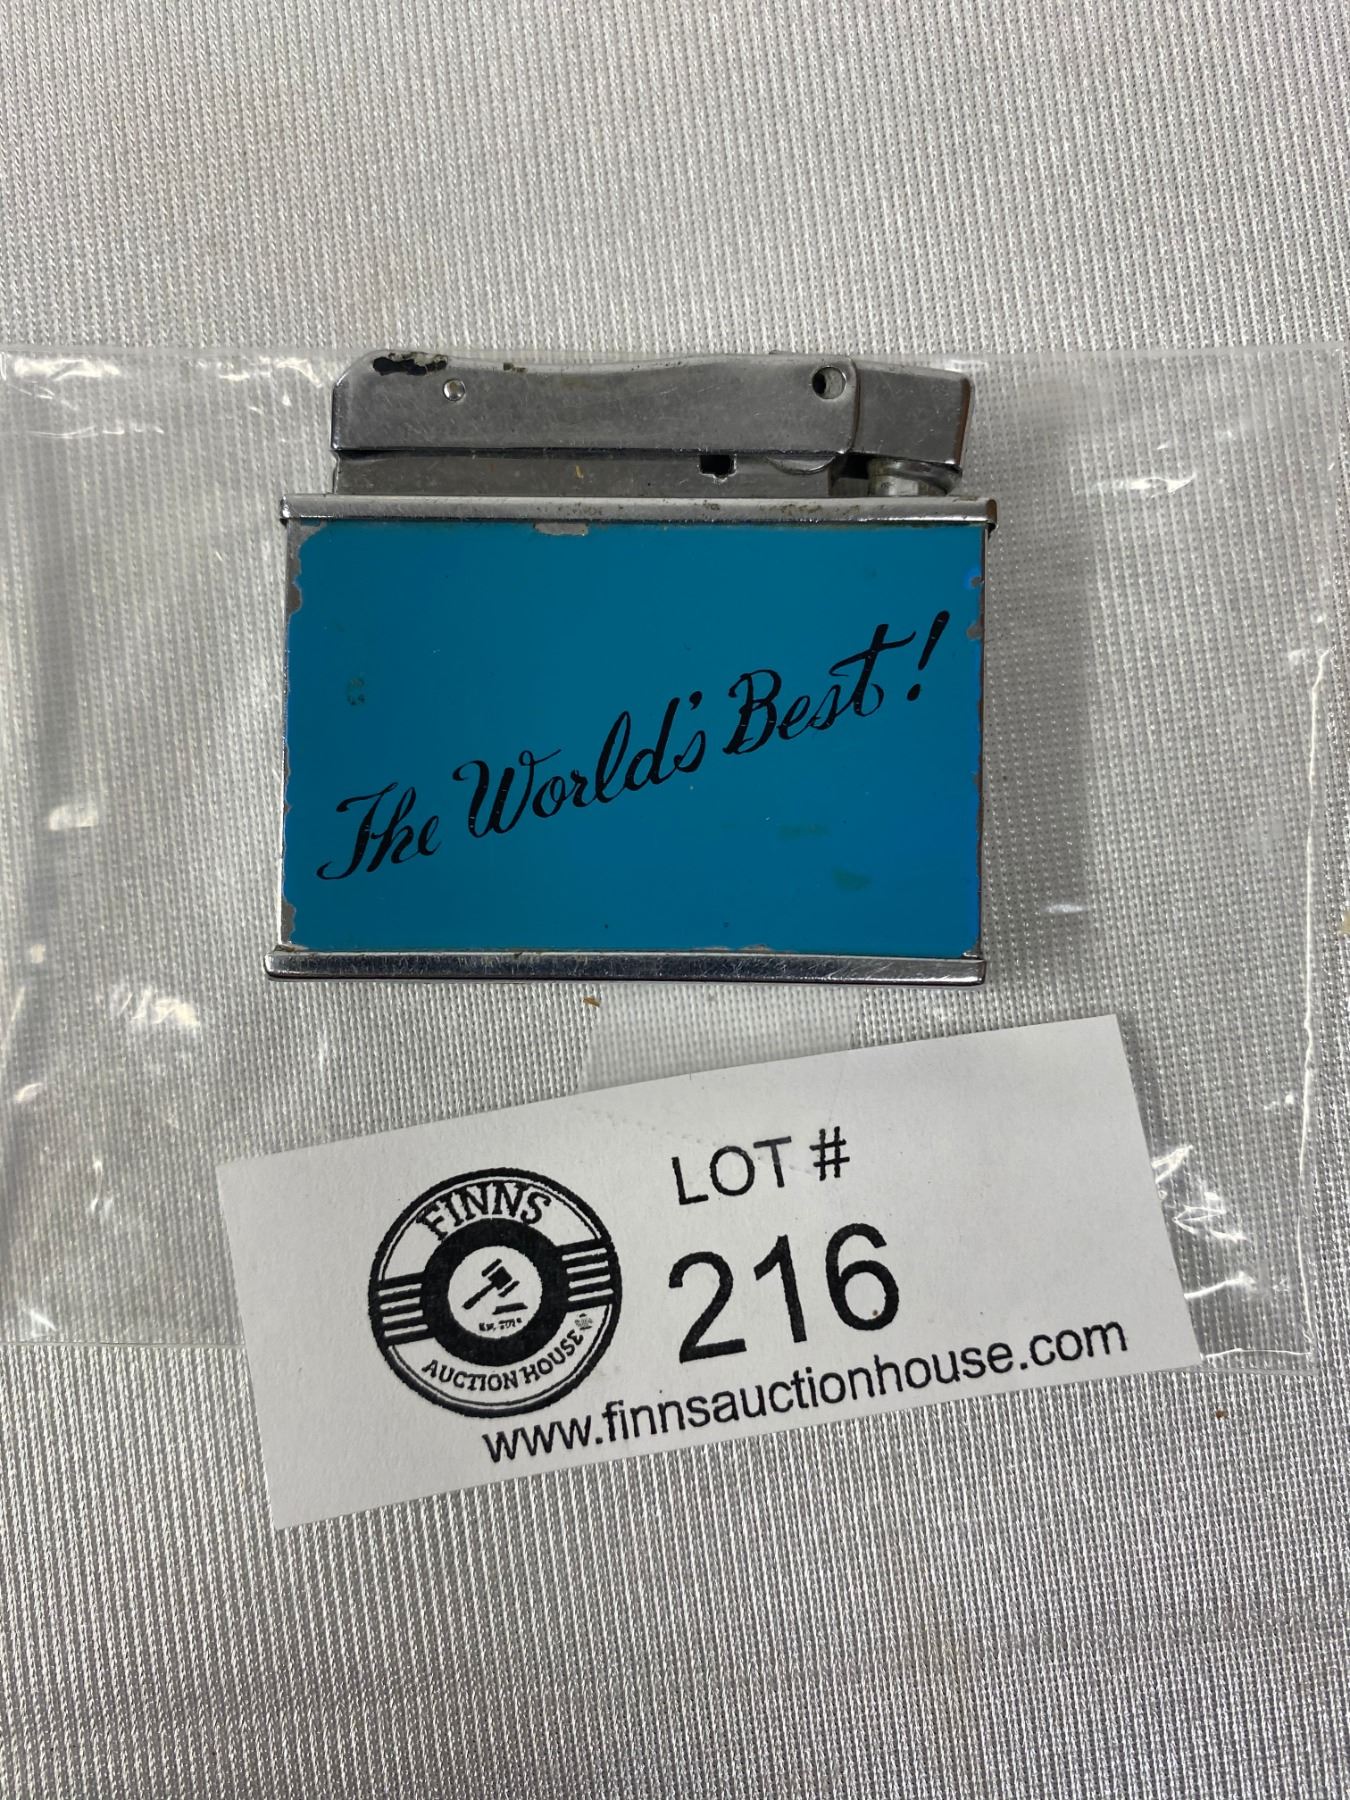 The World's Best!
LOT #
FINNS
216
AUCTION HOUSE
www.finnsauctionhouse.com